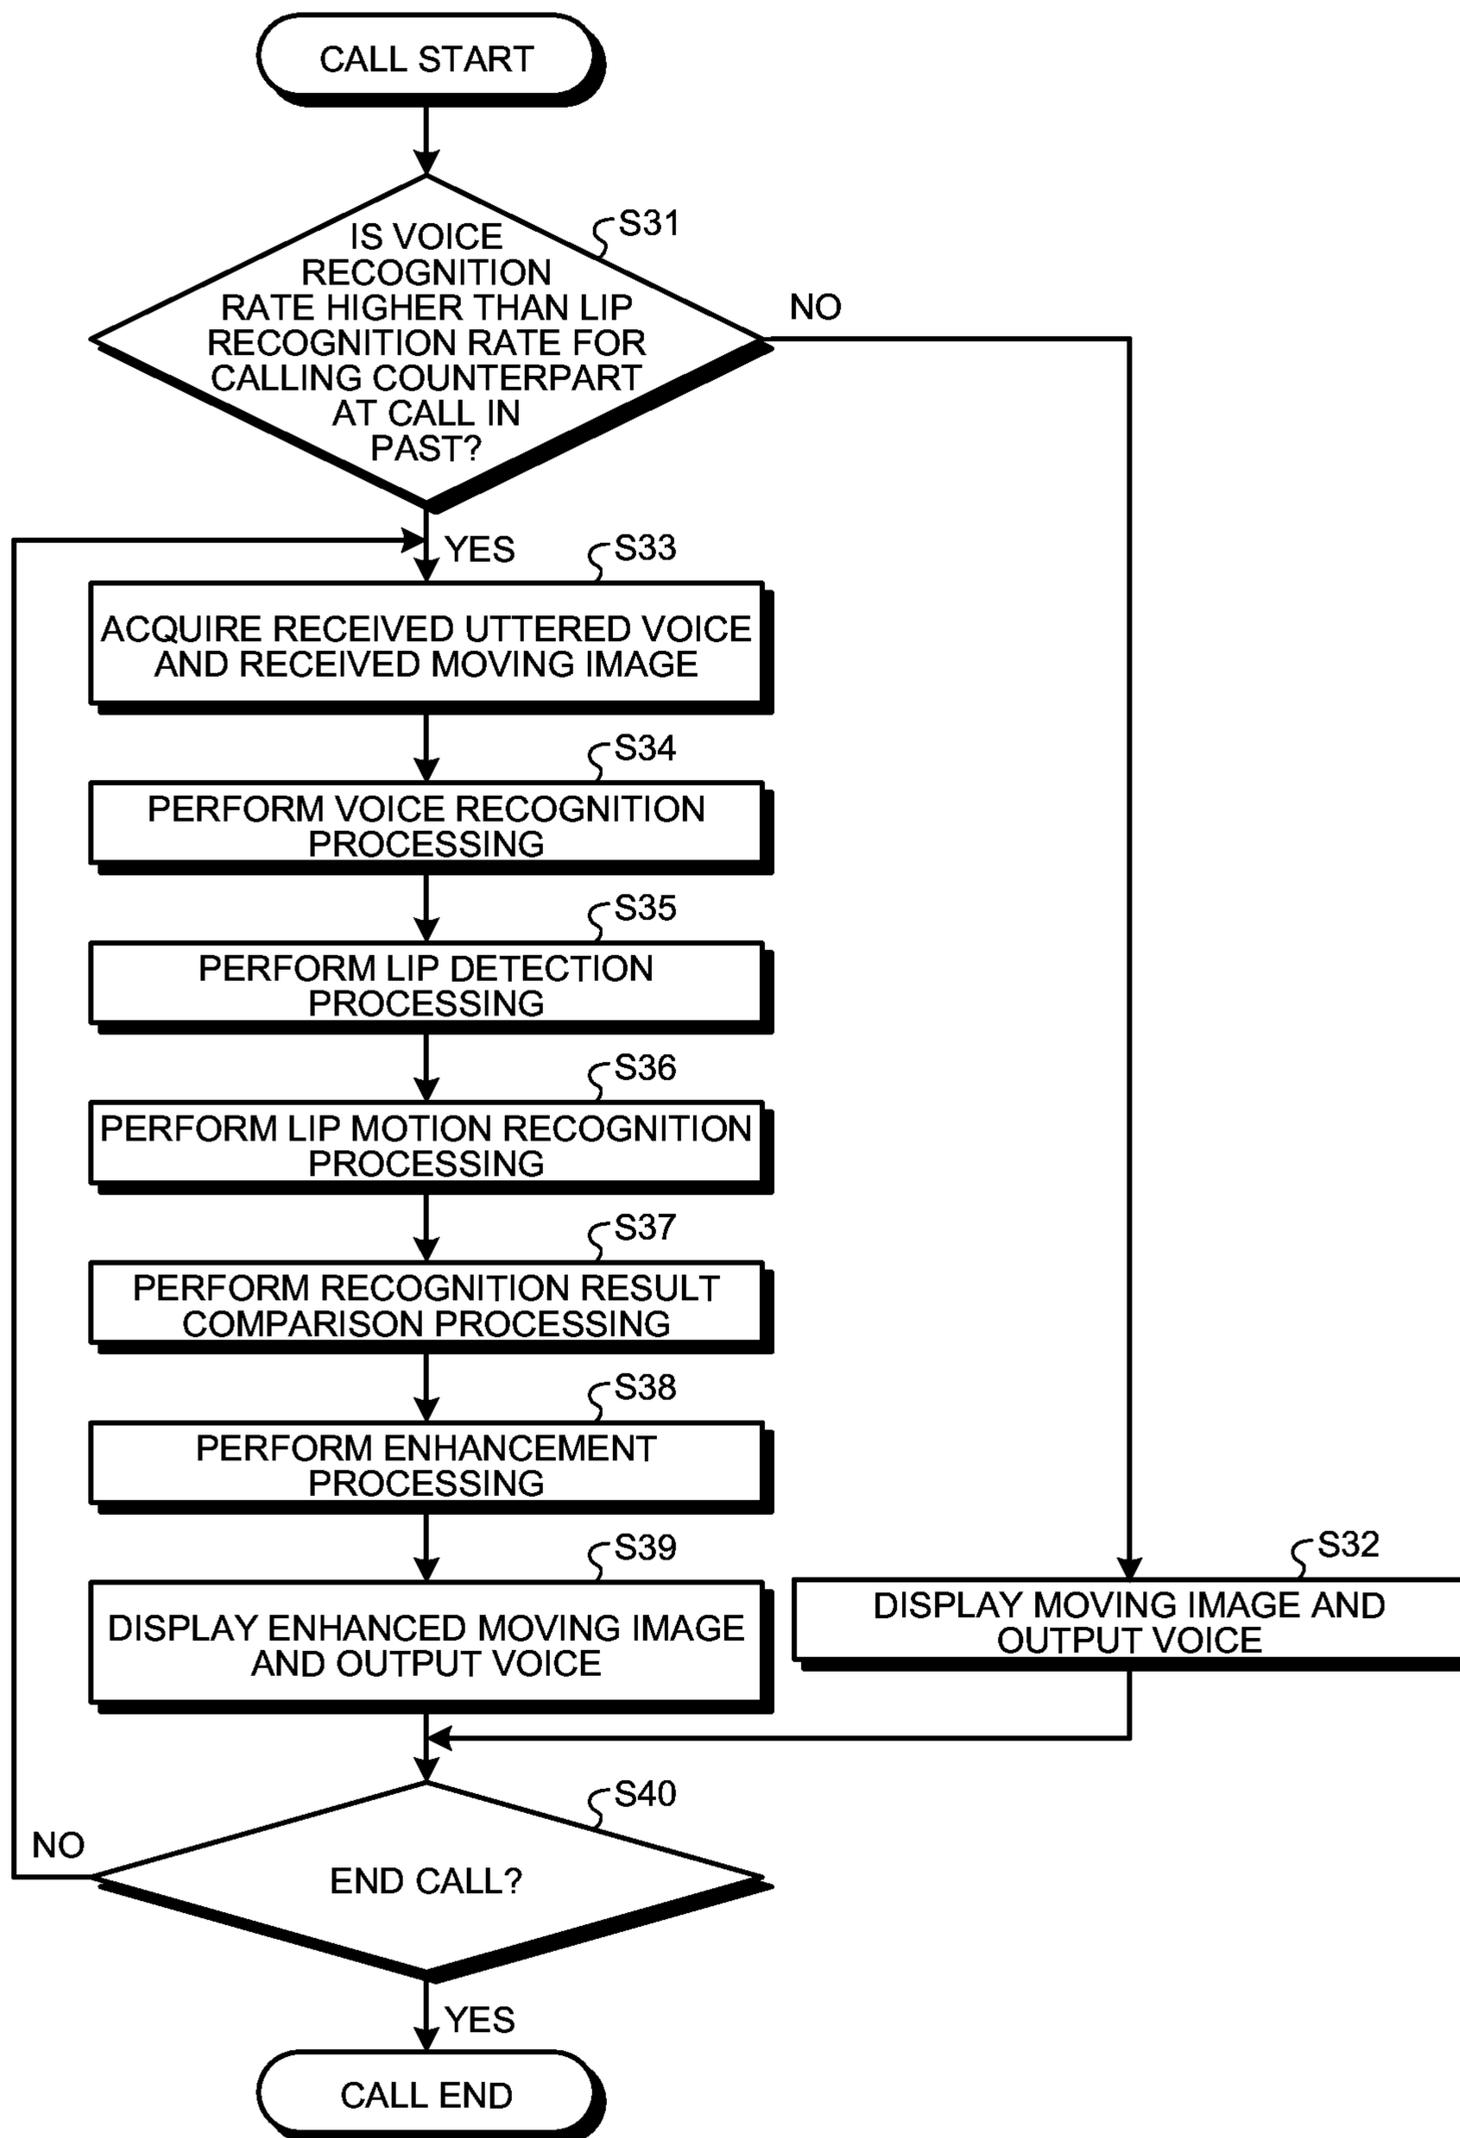 CALL START
S31
IS VOICE
RECOGNITION
RATE HIGHER THAN LIP
RECOGNITION RATE FOR
CALLING COUNTERPART
AT CALL IN
PAST?
NO
YES
S33
ACQUIRE RECEIVED UTTERED VOICE
AND RECEIVED MOVING IMAGE
S34
PERFORM VOICE RECOGNITION
PROCESSING
S35
PERFORM LIP DETECTION
PROCESSING
S36
PERFORM LIP MOTION RECOGNITION
PROCESSING
S37
PERFORM RECOGNITION RESULT
COMPARISON PROCESSING
S38
PERFORM ENHANCEMENT
PROCESSING
S39
DISPLAY ENHANCED MOVING IMAGE
AND OUTPUT VOICE
S32
DISPLAY MOVING IMAGE AND
OUTPUT VOICE
S40
NO
END CALL?
YES
CALL END